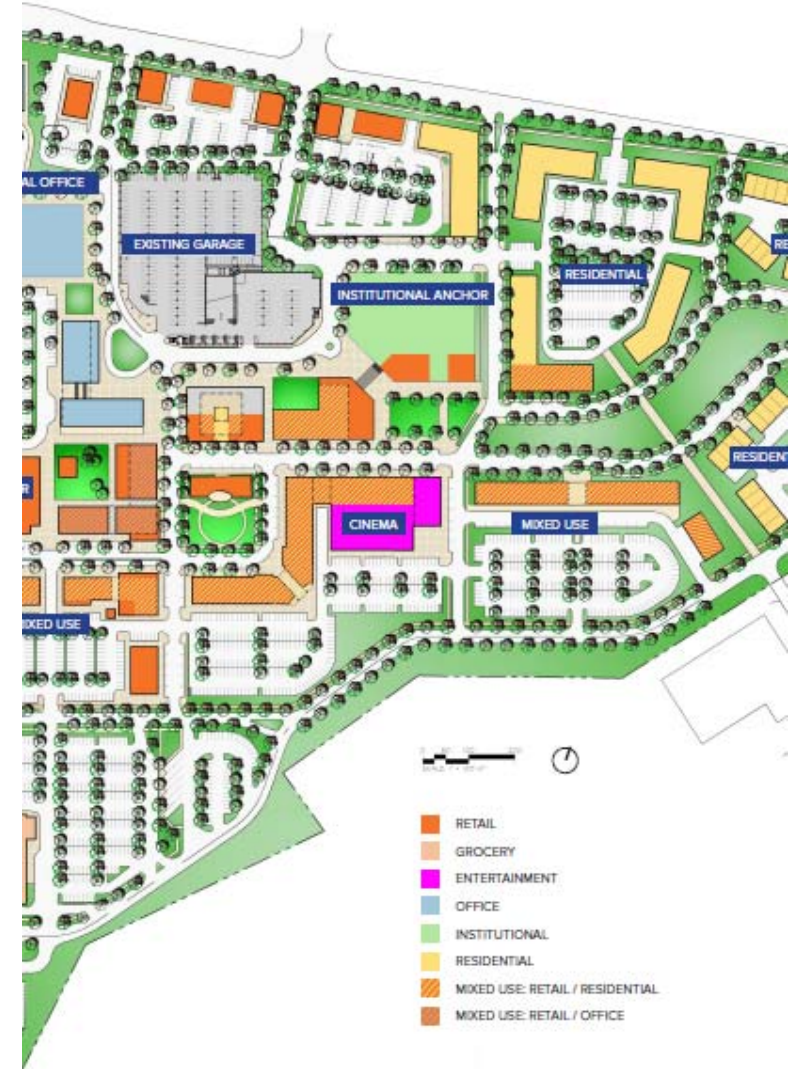 AL OFFICE
EXISTING GARAGE
INSTITUTIONAL ANCHOR
RESIDENTIAL
RE
R
CINEMA
MIXED USE
RESIDENT
IXED USE
RETAIL
GROCERY
ENTERTAINMENT
OFFICE
INSTITUTIONAL
RESIDENTIAL
MIXED USE: RETAIL / RESIDENTIAL
MIXED USE: RETAIL / OFFICE